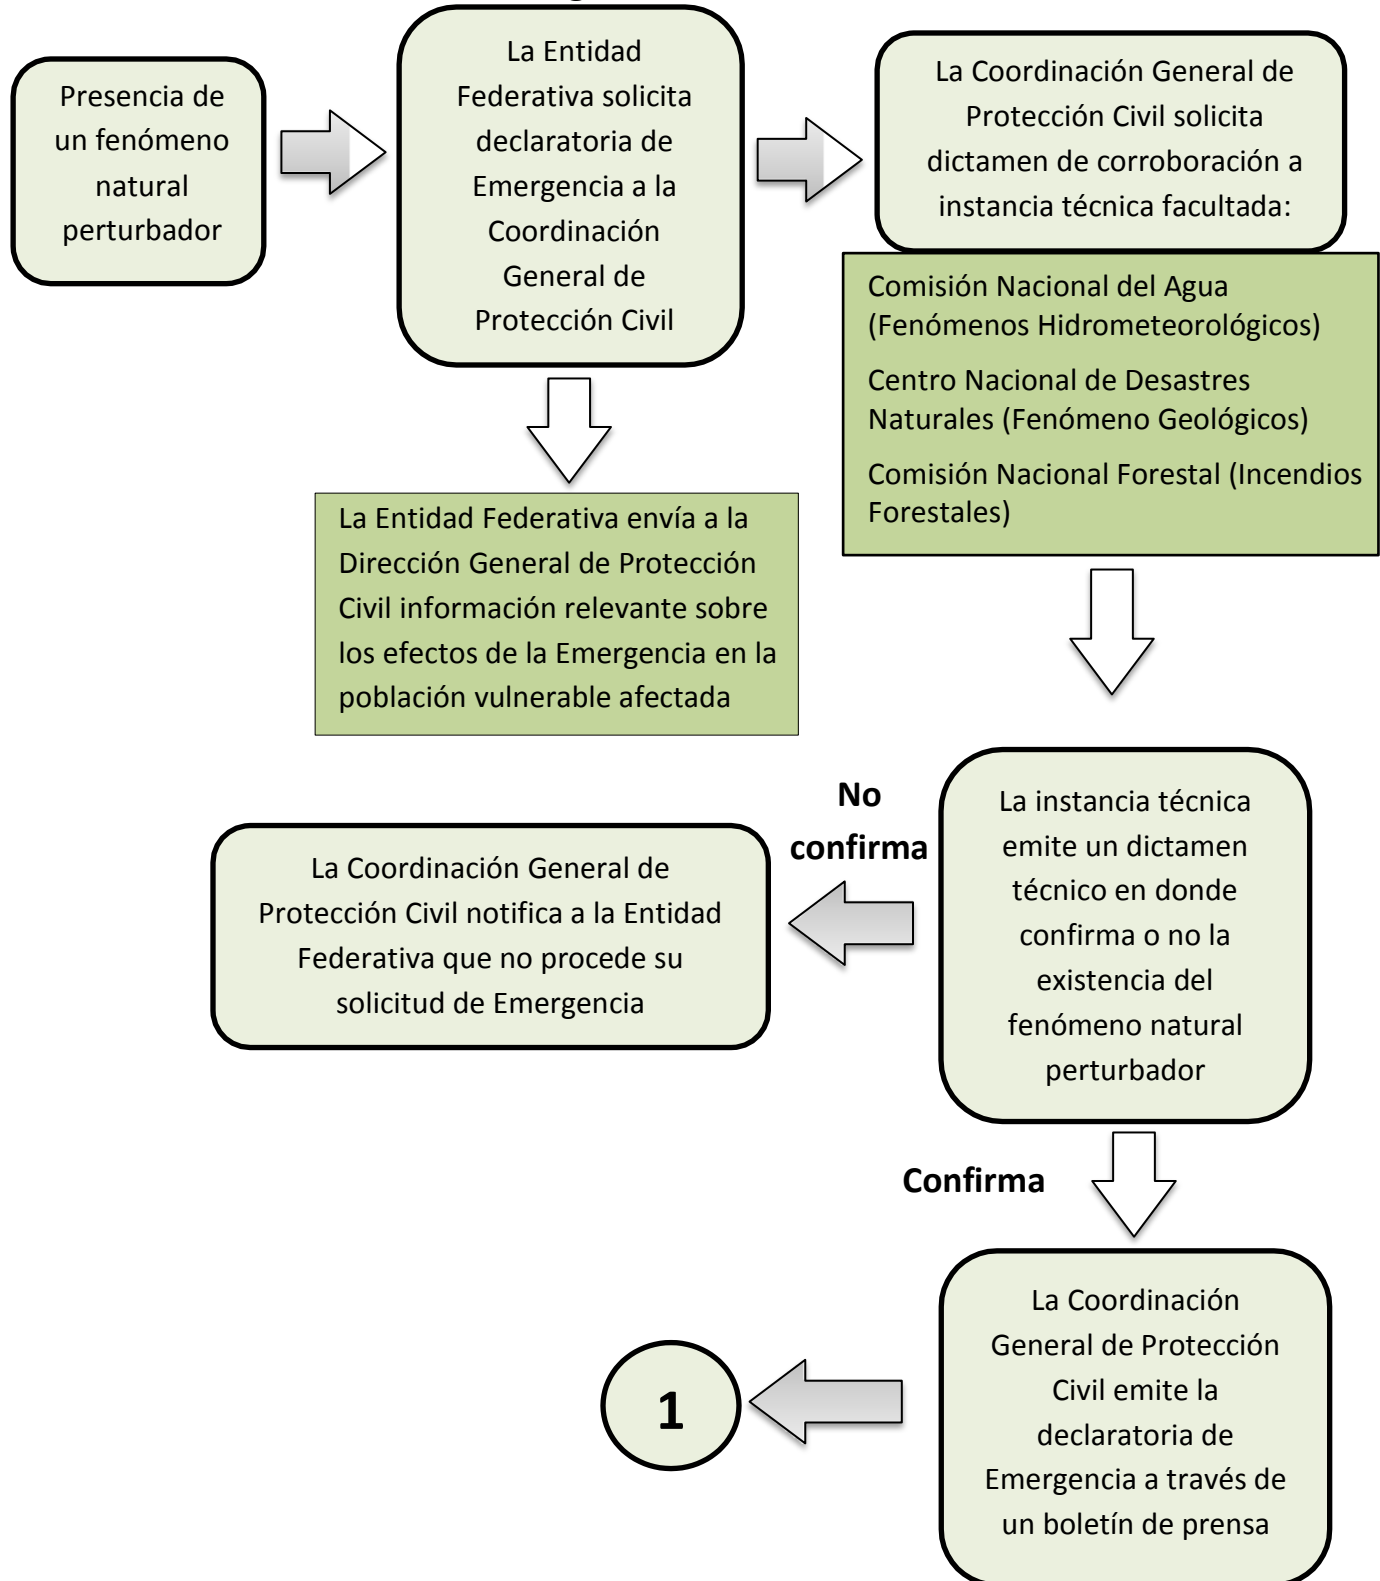 Presencia de
un fenómeno
natural
perturbador
La Entidad
Federativa solicita
declaratoria de
Emergencia a la
Coordinación
General de
Protección Civil
La Coordinación General de
Protección Civil solicita
dictamen de corroboración a
instancia técnica facultada:
Comisión Nacional del Agua
(Fenómenos Hidrometeorológicos)
Centro Nacional de Desastres
Naturales (Fenómeno Geológicos)
Comisión Nacional Forestal (Incendios
Forestales)
La Entidad Federativa envía a la
Dirección General de Protección
Civil información relevante sobre
los efectos de la Emergencia en la
población vulnerable afectada
La instancia técnica
emite un dictamen
técnico en donde
confirma o no la
existencia del
fenómeno natural
perturbador
No
confirma
La Coordinación General de
Protección Civil notifica a la Entidad
Federativa que no procede su
solicitud de Emergencia
Confirma
La Coordinación
General de Protección
Civil emite la
declaratoria de
Emergencia a través de
un boletín de prensa
1